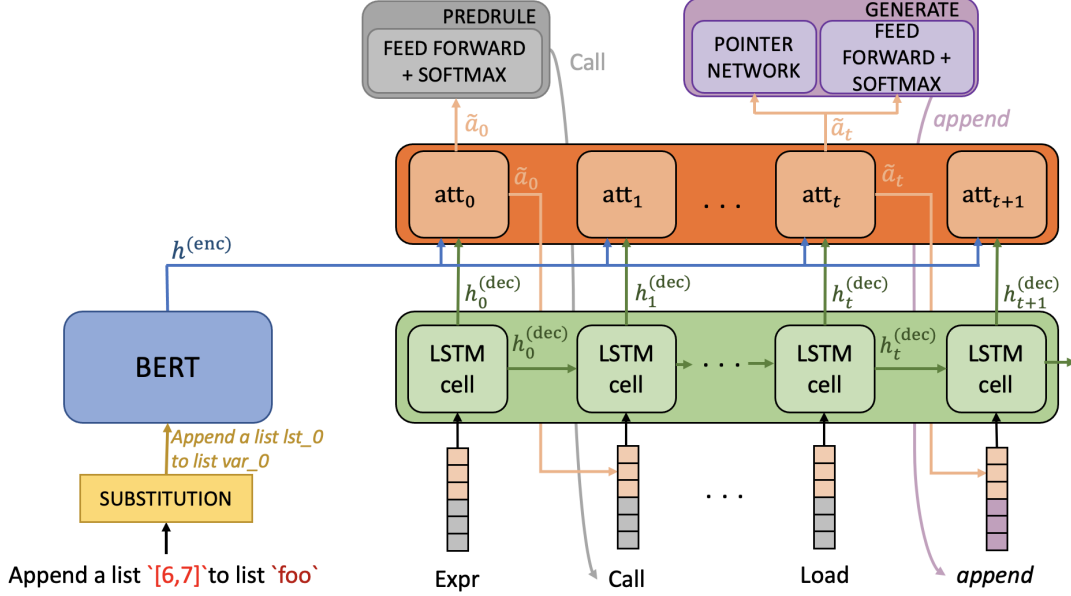 PREDRULE
FEED FORWARD
+ SOFTMAX
Call
GENERATE
POINTER
NETWORK
FEED
FORWARD +
SOFTMAX
append
ã₀
ãₜ
att₀
ã₀
att₁
. . .
attₜ
ãₜ
attₜ₊₁
h^(enc)
h₀^(dec)
h₁^(dec)
hₜ^(dec)
hₜ₊₁^(dec)
BERT
LSTM
cell
h₀^(dec)
LSTM
cell
. . .
LSTM
cell
hₜ^(dec)
LSTM
cell
Append a list lst_0
to list var_0
SUBSTITUTION
. . .
Append a list `[6,7]`to list `foo`
Expr
Call
Load
append